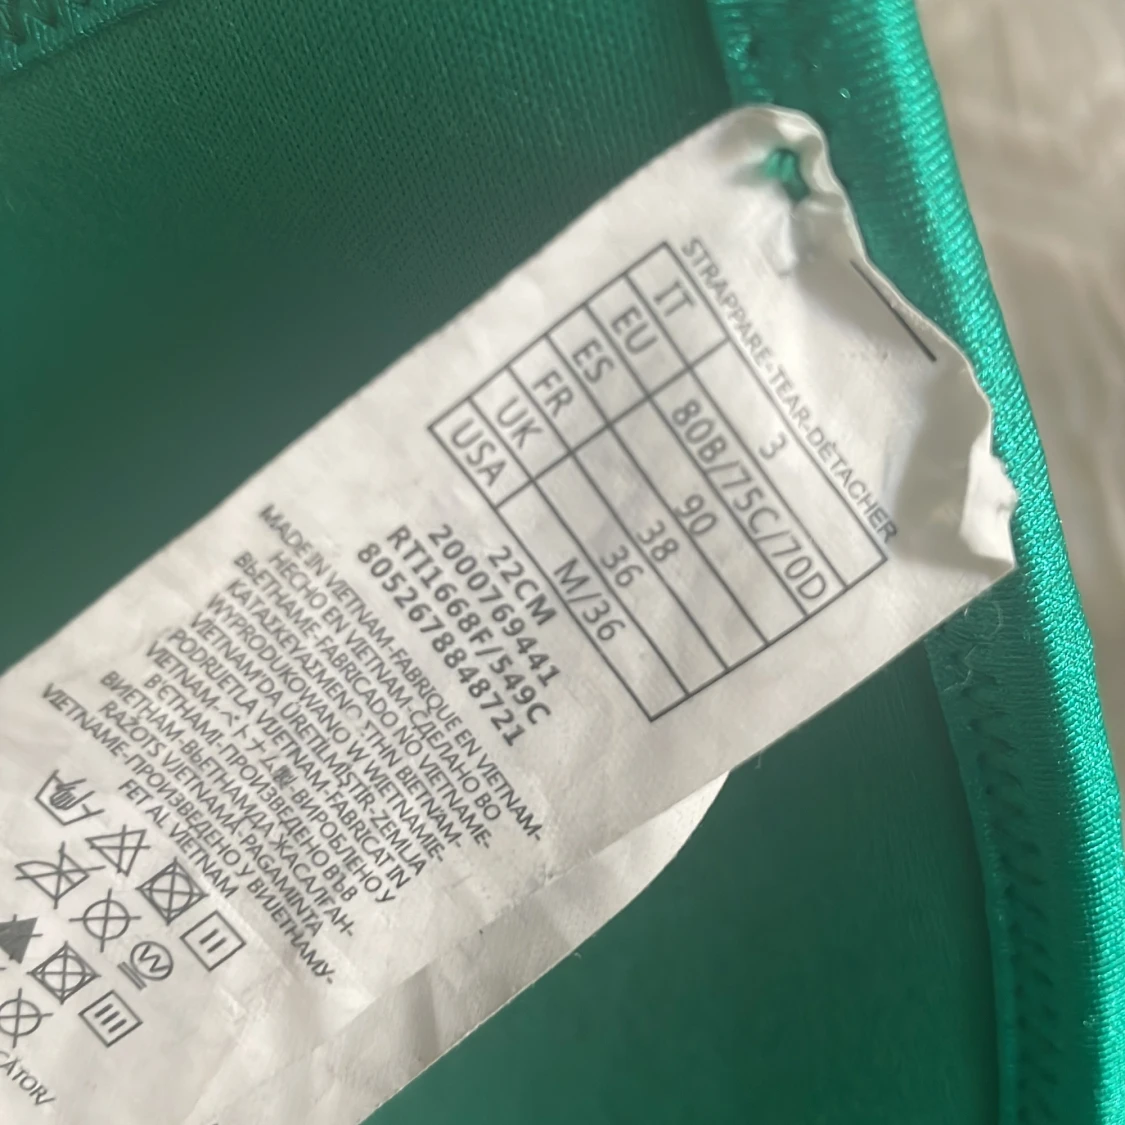 STRAPPARE-TEAR-DÉTACHER
IT 3
EU 80B/75C/70D
ES 90
FR 38
UK 36
USA M/36
22CM
2000769441
RTI1668F/549C
8052678848721
MADE IN VIETNAM-FABRIQUE EN VIETNAM-
HECHO EN VIETNAM-СДЕЛАНО ВО
ВЬЕТНАМЕ-FABRICADO NO VIETNAME-
ΚΑΤΑΣΚΕΥΑΣΜΕΝΟ ΣΤΗΝ ΒΙΕΤΝΑΜ-
WYPRODUKOWANO W WIETNAMIE-
VIETNAM'DA ÜRETILMIŞTIR-ZEMLJA
PODRIJETLA VIJETNAM-FABRICAT IN
VIETNAM-ベトナム製-ВИРОБЛЕНО У
В'ЄТНАМІ-ПРОИЗВЕДЕНО ВЪВ
ВИЕТНАМ-ВЬЕТНАМДА ЖАСАЛҒАН-
RAŽOTS VJETNAMĀ-PAGAMINTA
VIETNAME-ПРОИЗВЕДЕНО У ВИЈЕТНАМУ-
FET AL VIETNAM
W
CĂTOR/